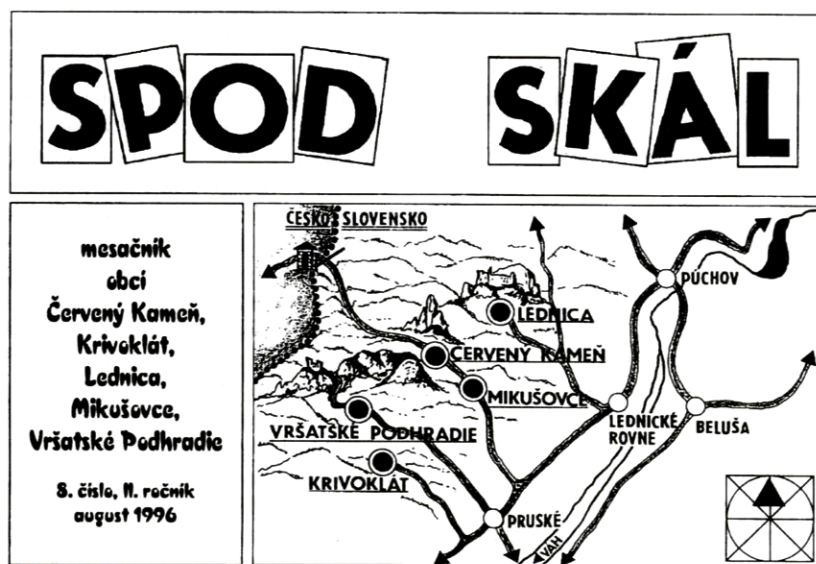 SPOD SKÁL
mesačník
obcí
Červený Kameň,
Krivoklát,
Lednica,
Mikušovce,
Vršatské Podhradie
8. číslo, II. ročník
august 1996
ČESKO SLOVENSKO
PÚCHOV
LEDNICA
ČERVENÝ KAMEŇ
MIKUŠOVCE
LEDNICKÉ
ROVNE
BELUŠA
VRŠATSKÉ PODHRADIE
KRIVOKLÁT
PRUSKÉ
VÁH